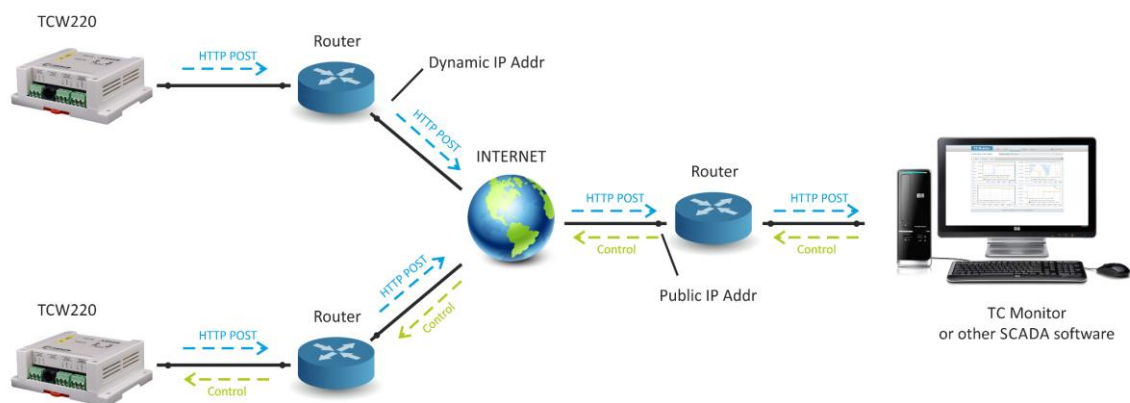 TCW220
HTTP POST
Router
Dynamic IP Addr
HTTP POST
INTERNET
HTTP POST
Control
Router
HTTP POST
Control
Public IP Addr
TC Monitor
or other SCADA software
TCW220
HTTP POST
Control
Router
HTTP POST
Control